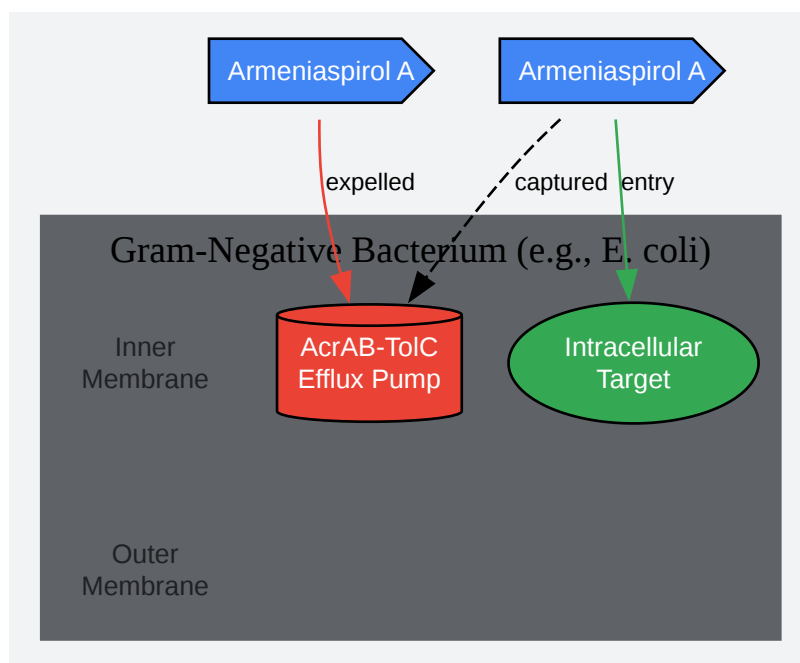 Armeniaspirol A
Armeniaspirol A
expelled
captured
entry
Gram-Negative Bacterium (e.g., E. coli)
Inner
Membrane
AcrAB-TolC
Efflux Pump
Intracellular
Target
Outer
Membrane